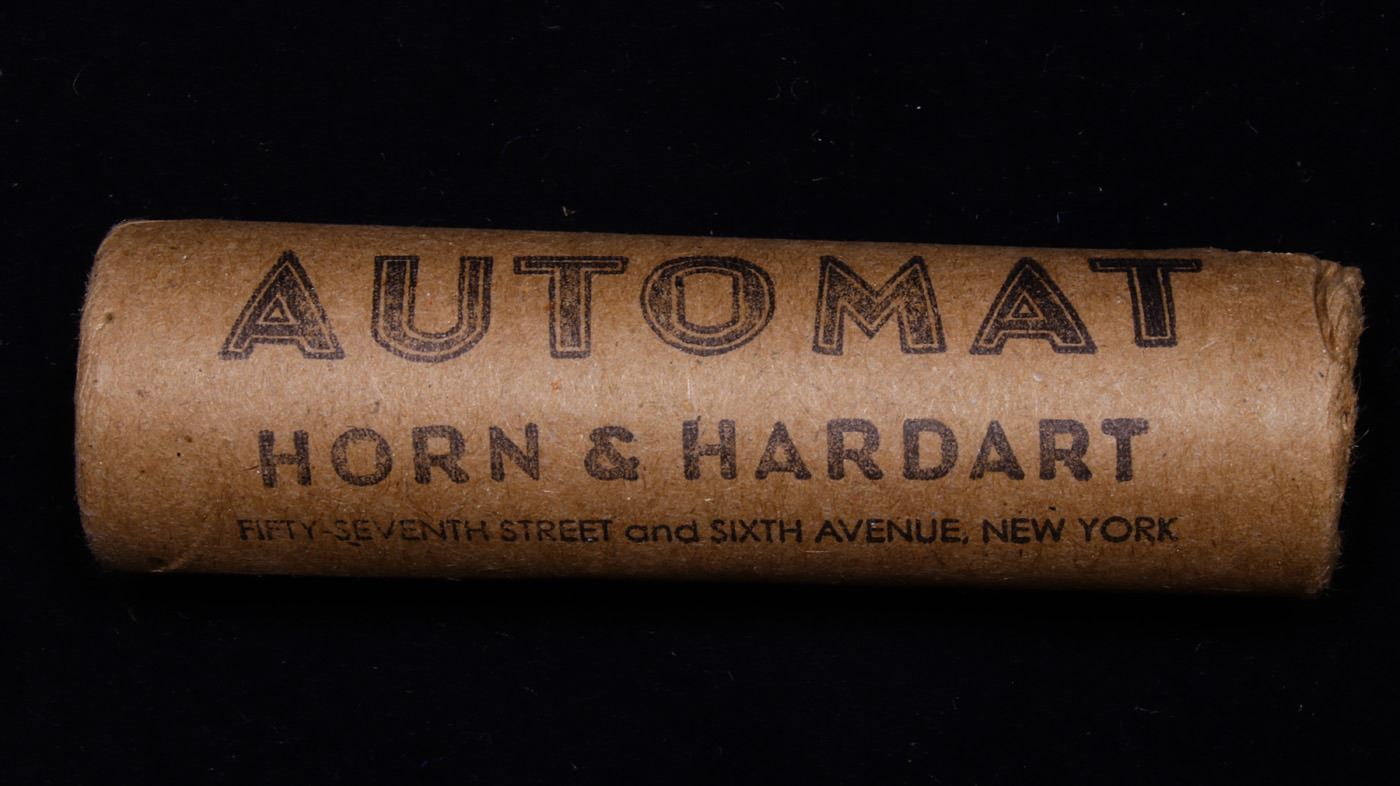 AUTOMAT
HORN & HARDART
FIFTY-SEVENTH STREET and SIXTH AVENUE, NEW YORK